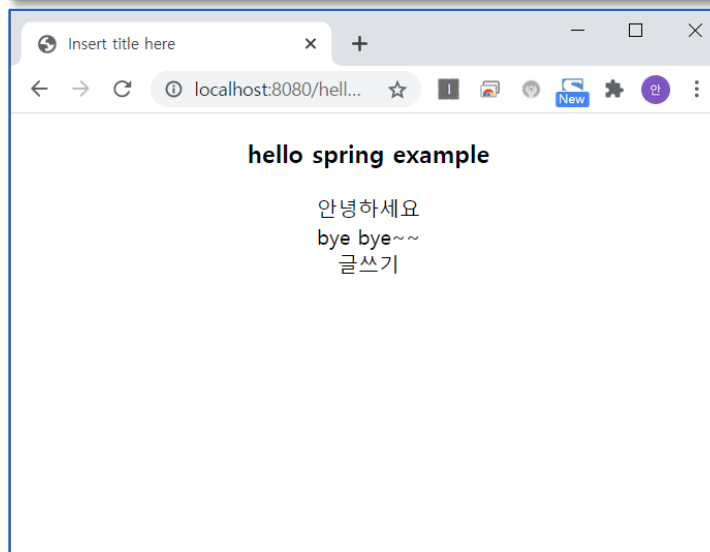 Insert title here
localhost:8080/hell...
New
안
hello spring example
안녕하세요
bye bye~~
글쓰기